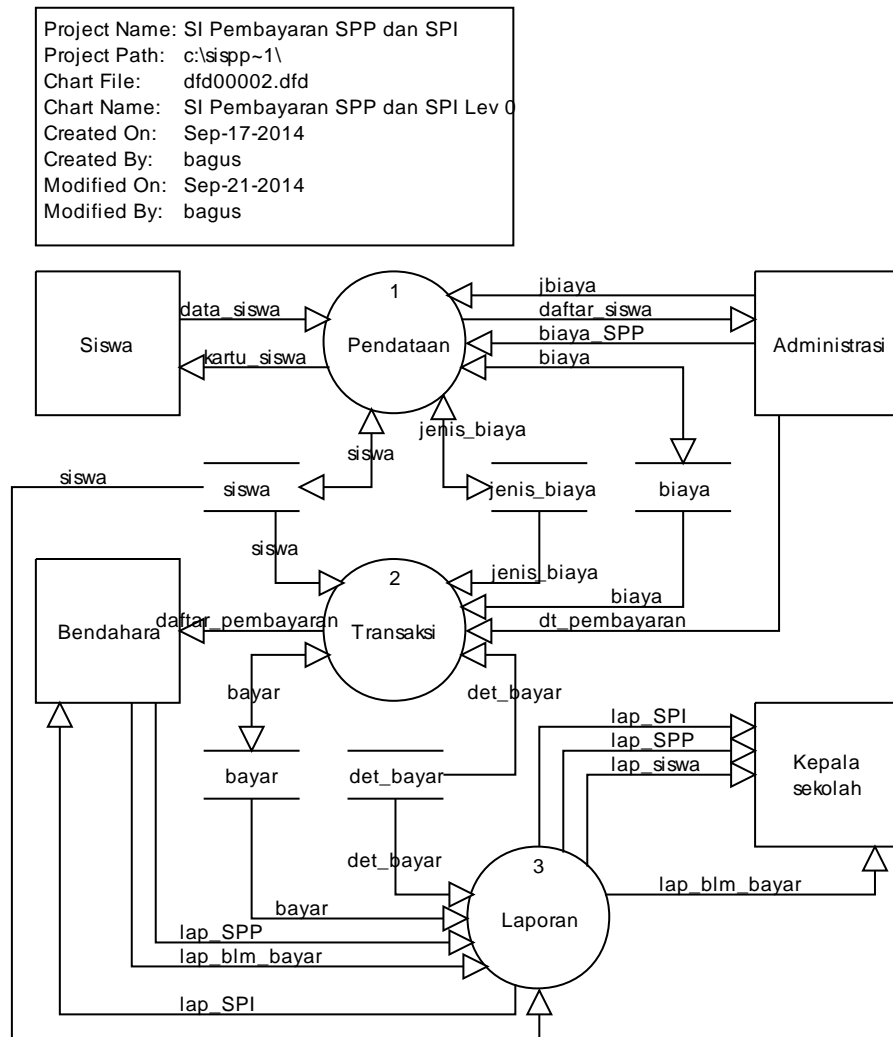 Project Name: SI Pembayaran SPP dan SPI
Project Path: c:\sispp~1\
Chart File: dfd00002.dfd
Chart Name: SI Pembayaran SPP dan SPI Lev 0
Created On: Sep-17-2014
Created By: bagus
Modified On: Sep-21-2014
Modified By: bagus
1
jbiaya
data_siswa
daftar_siswa
biaya_SPP
Siswa
Pendataan
Administrasi
kartu_siswa
biaya
jenis_biaya
siswa
siswa
siswa
jenis_biaya
biaya
siswa
2
jenis_biaya
biaya
daftar_pembayaran
dt_pembayaran
Bendahara
Transaksi
bayar
det_bayar
lap_SPI
lap_SPP
lap_siswa
Kepala
sekolah
bayar
det_bayar
det_bayar
3
lap_blm_bayar
bayar
Laporan
lap_SPP
lap_blm_bayar
lap_SPI